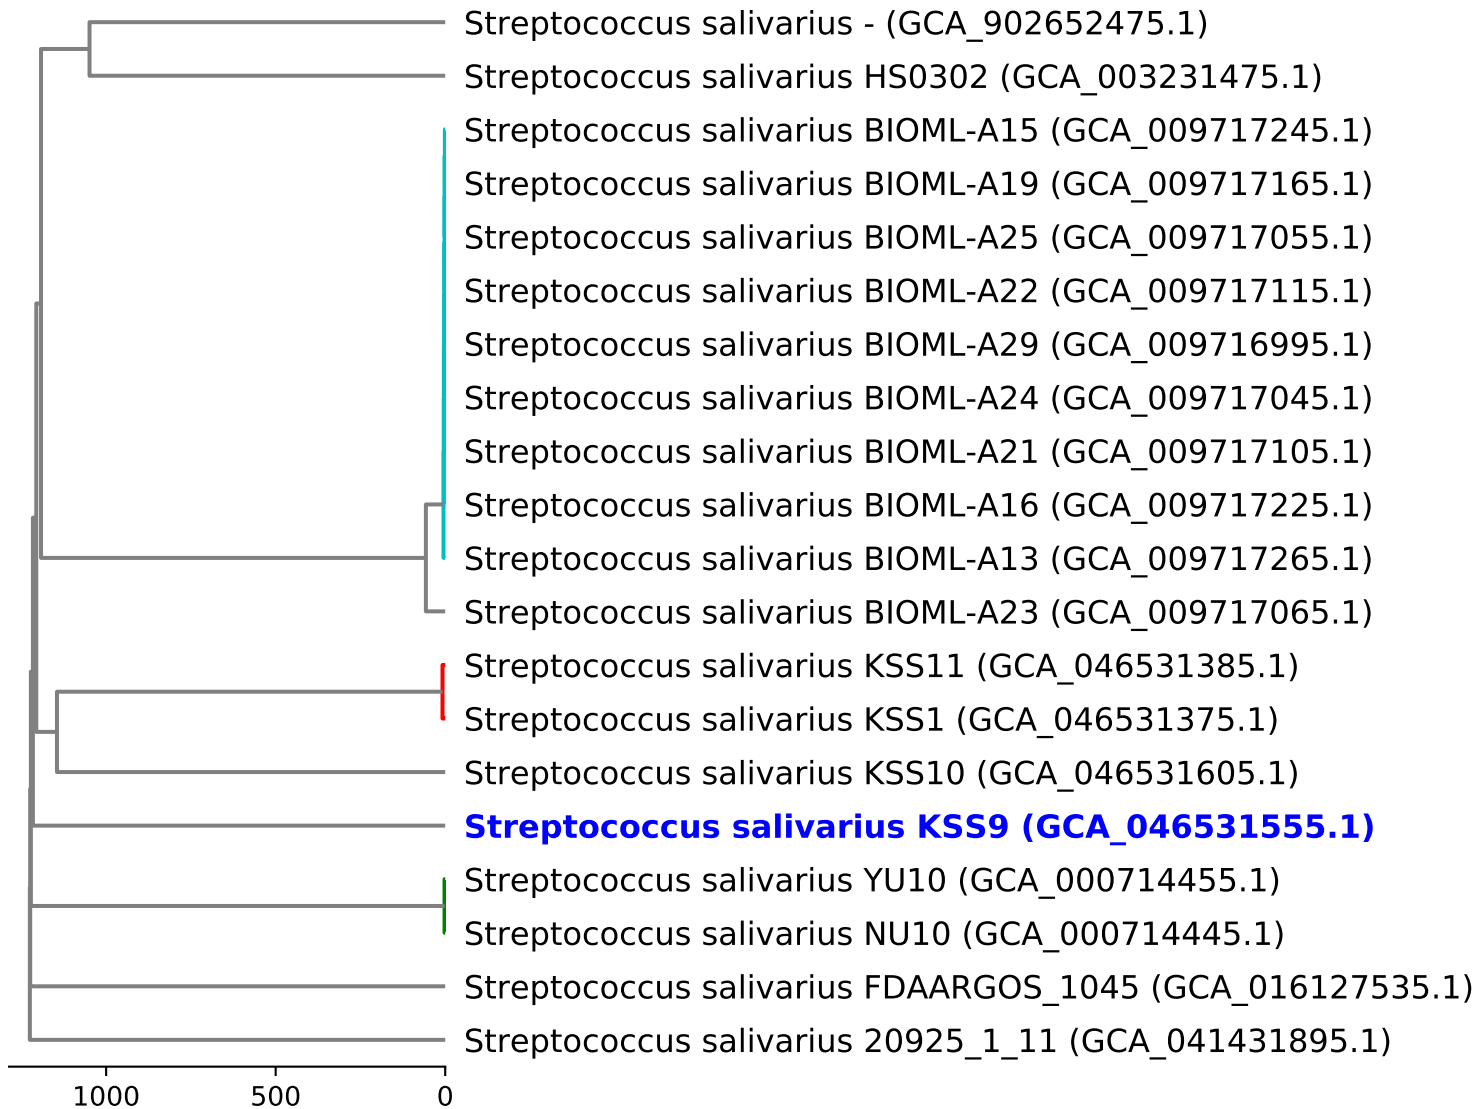 Streptococcus salivarius - (GCA_902652475.1)
Streptococcus salivarius HS0302 (GCA_003231475.1)
Streptococcus salivarius BIOML-A15 (GCA_009717245.1)
Streptococcus salivarius BIOML-A19 (GCA_009717165.1)
Streptococcus salivarius BIOML-A25 (GCA_009717055.1)
Streptococcus salivarius BIOML-A22 (GCA_009717115.1)
Streptococcus salivarius BIOML-A29 (GCA_009716995.1)
Streptococcus salivarius BIOML-A24 (GCA_009717045.1)
Streptococcus salivarius BIOML-A21 (GCA_009717105.1)
Streptococcus salivarius BIOML-A16 (GCA_009717225.1)
Streptococcus salivarius BIOML-A13 (GCA_009717265.1)
Streptococcus salivarius BIOML-A23 (GCA_009717065.1)
Streptococcus salivarius KSS11 (GCA_046531385.1)
Streptococcus salivarius KSS1 (GCA_046531375.1)
Streptococcus salivarius KSS10 (GCA_046531605.1)
Streptococcus salivarius KSS9 (GCA_046531555.1)
Streptococcus salivarius YU10 (GCA_000714455.1)
Streptococcus salivarius NU10 (GCA_000714445.1)
Streptococcus salivarius FDAARGOS_1045 (GCA_016127535.1)
Streptococcus salivarius 20925_1_11 (GCA_041431895.1)
1000 500 0